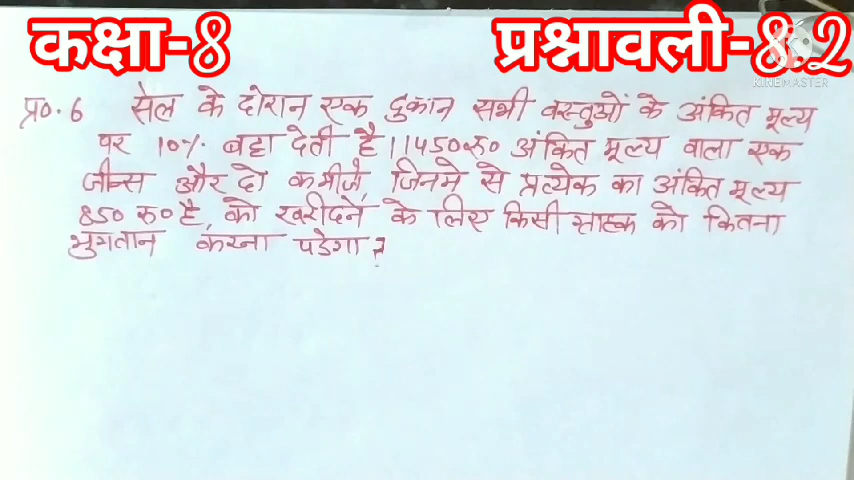 कक्षा-8 प्रश्नावली-8.2
KINEMASTER
प्र०.6 सेल के दौरान एक दुकान सभी वस्तुओं के अंकित मूल्य
पर 10% बट्टा देती है।1450रु० अंकित मूल्य वाला एक
जीन्स और दो कमीजे, जिनमे से प्रत्येक का अंकित मूल्य
850 रु० है, को खरीदने के लिए किसी ग्राहक को कितना
भुगतान करना पडेगा ?